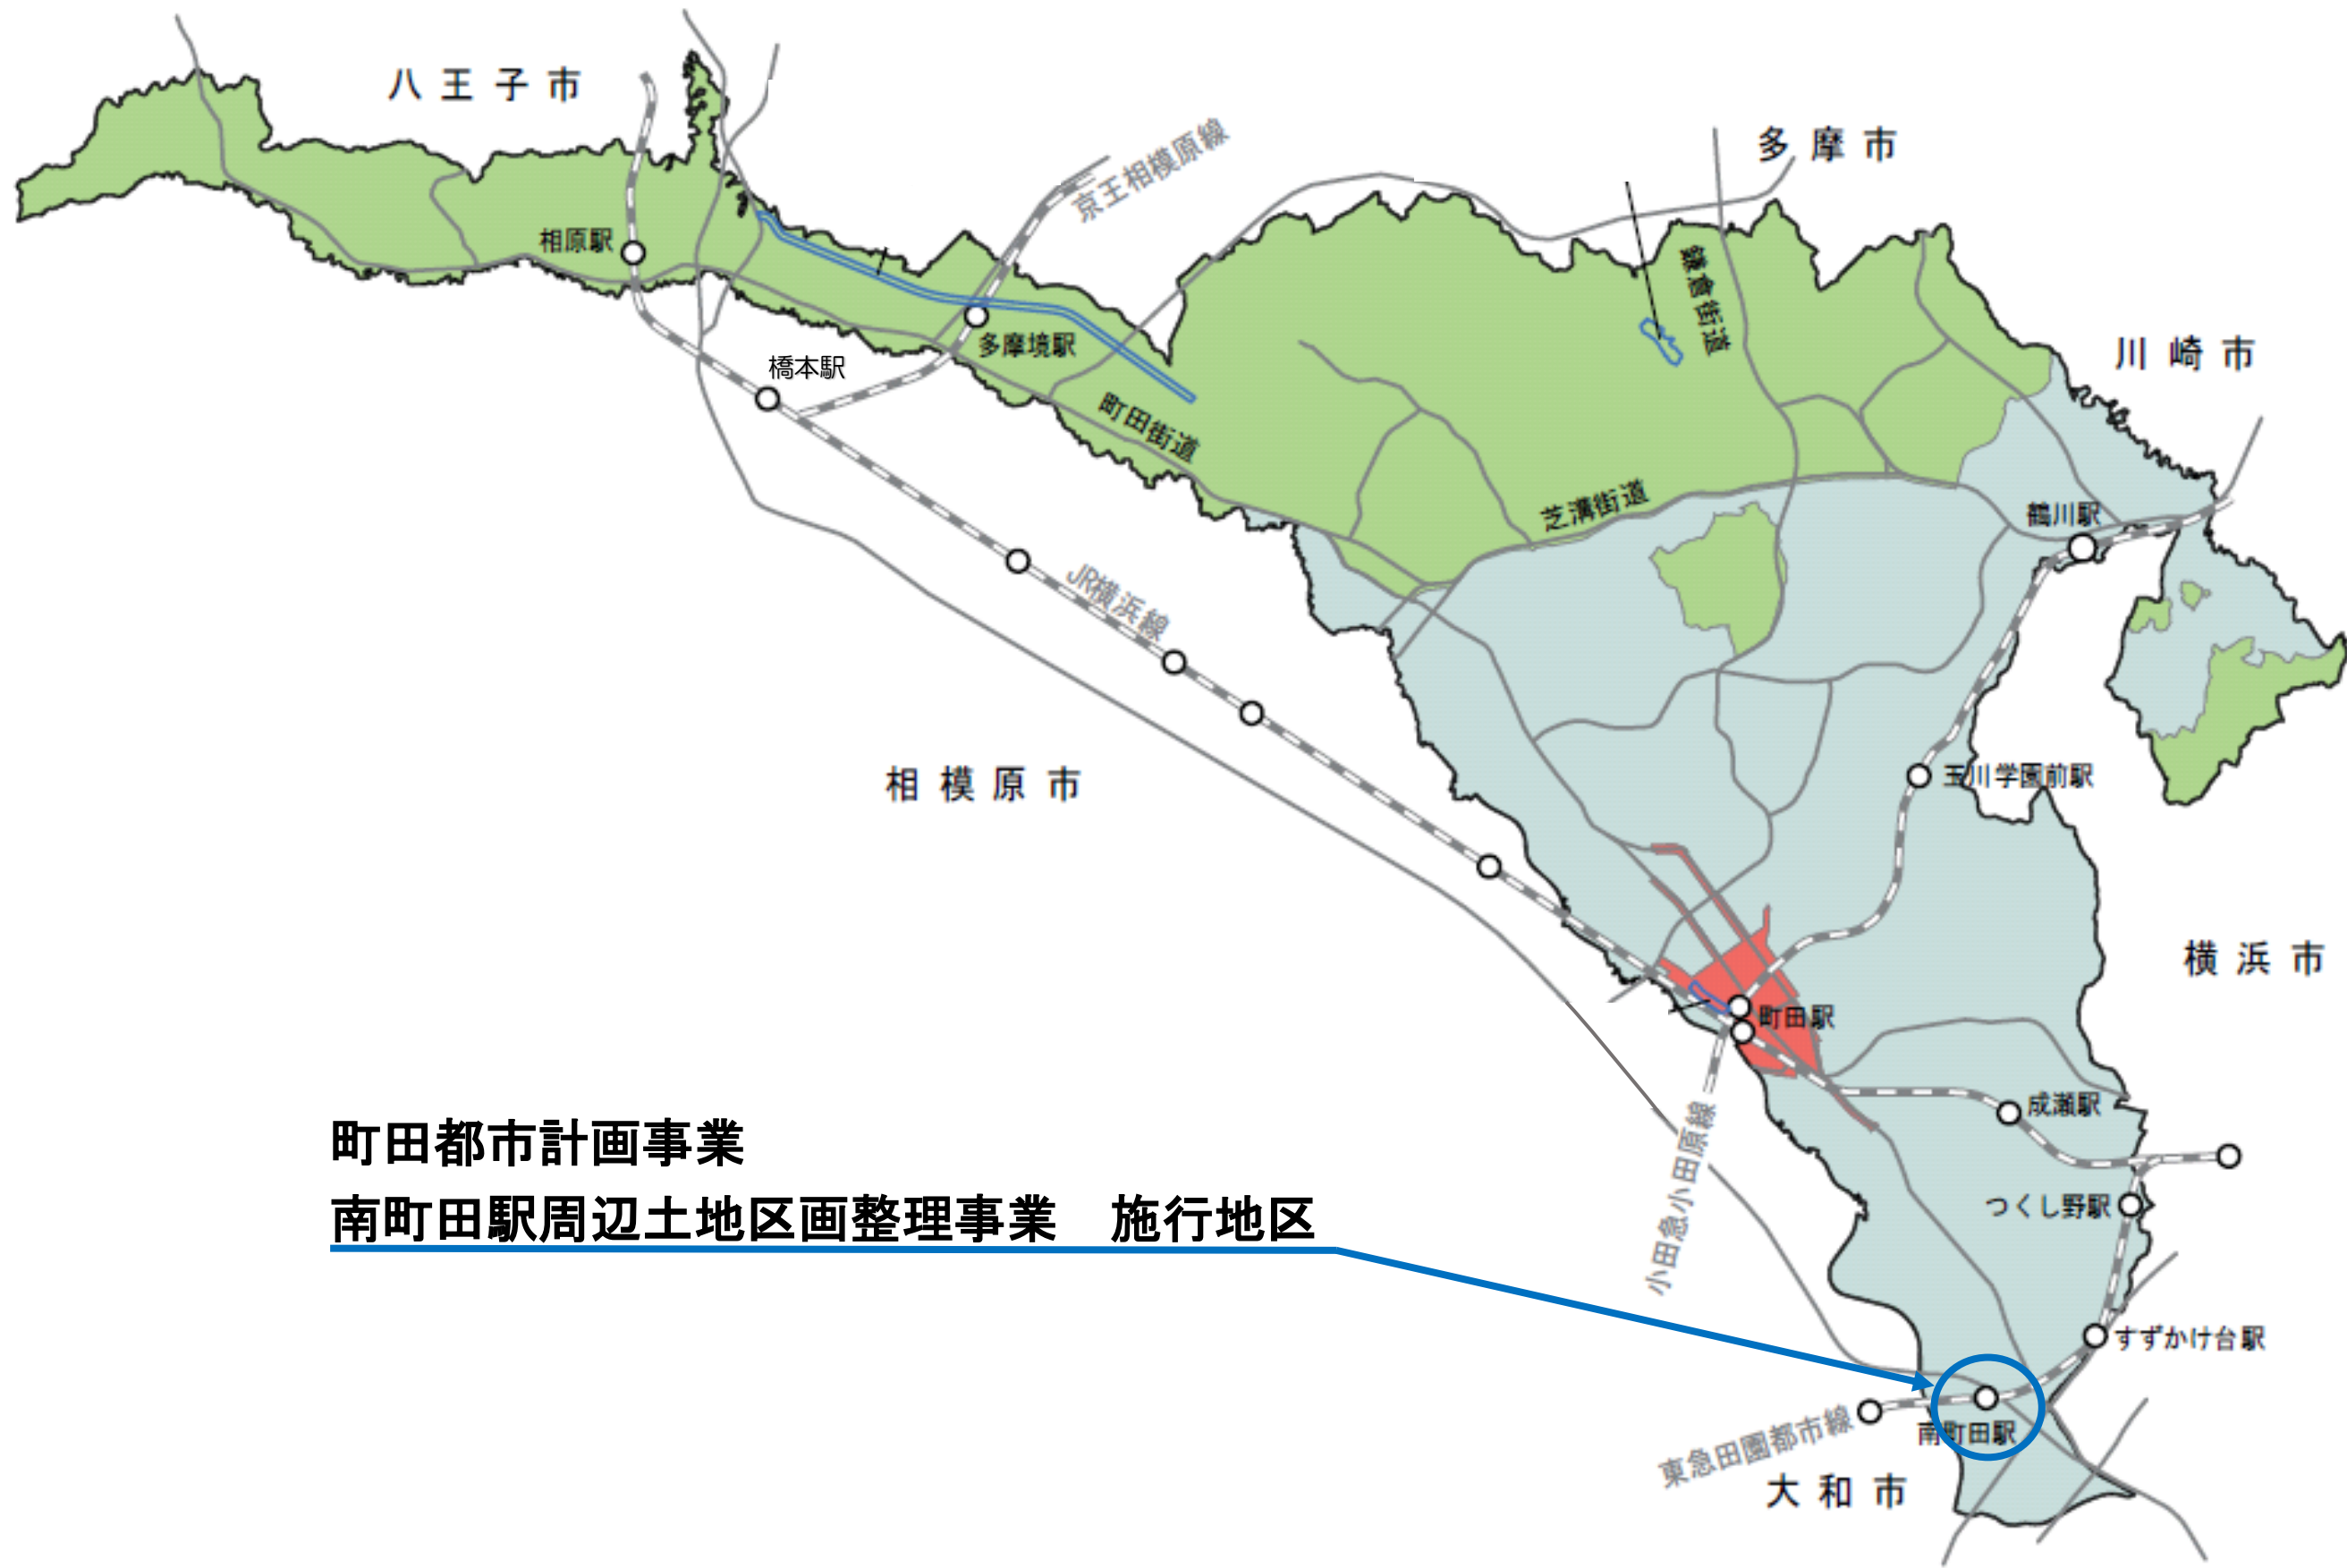 八王子市
多摩市
京王相模原線
相原駅
鎌倉街道
多摩境駅
川崎市
橋本駅
町田街道
芝溝街道
鶴川駅
JR横浜線
相模原市
玉川学園前駅
横浜市
町田駅
成瀬駅
町田都市計画事業
南町田駅周辺土地区画整理事業　施行地区
小田急小田原線
つくし野駅
すずかけ台駅
南町田駅
東急田園都市線
大和市